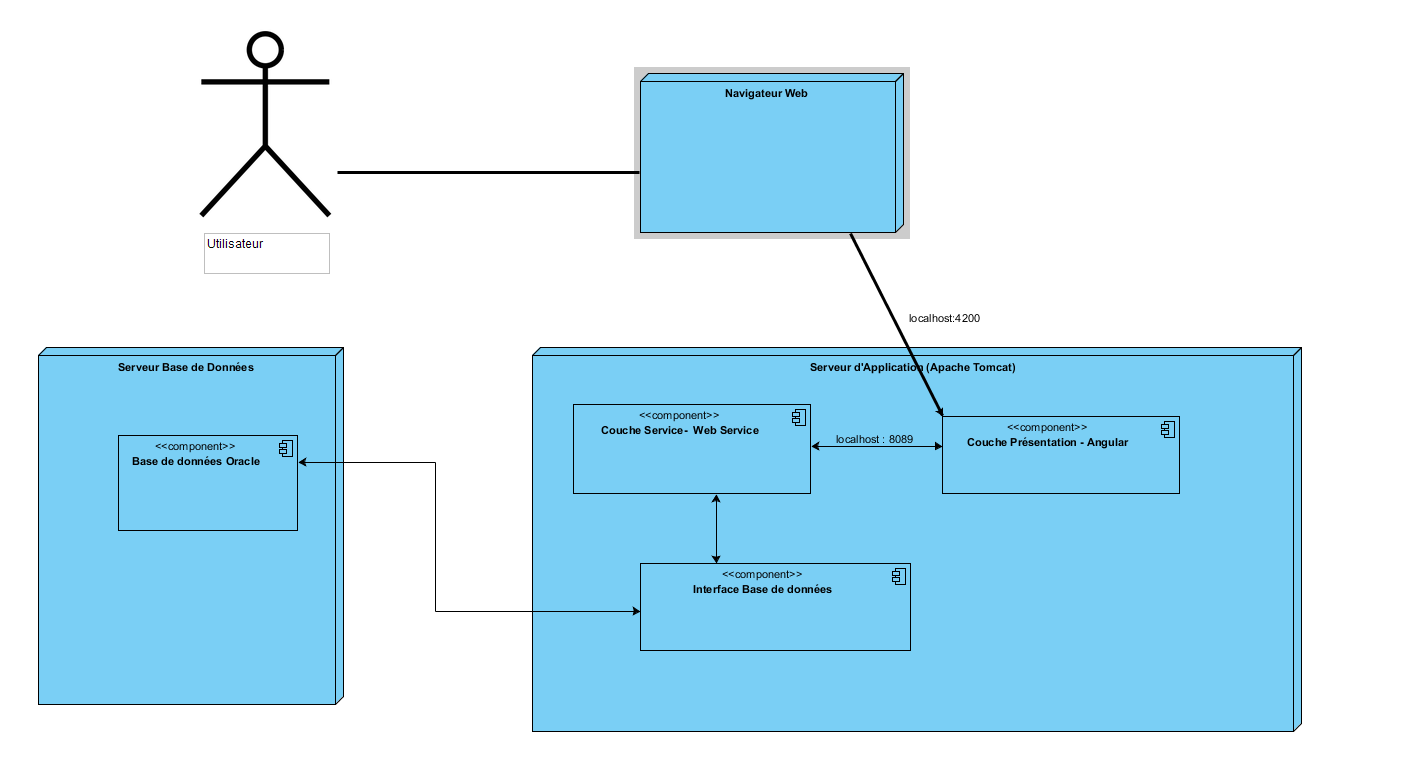 Navigateur Web
Utilisateur
localhost:4200
Serveur Base de Données
Serveur d'Application (Apache Tomcat)
<<component>>
Couche Service- Web Service
localhost : 8089
<<component>>
Couche Présentation - Angular
<<component>>
Base de données Oracle
<<component>>
Interface Base de données